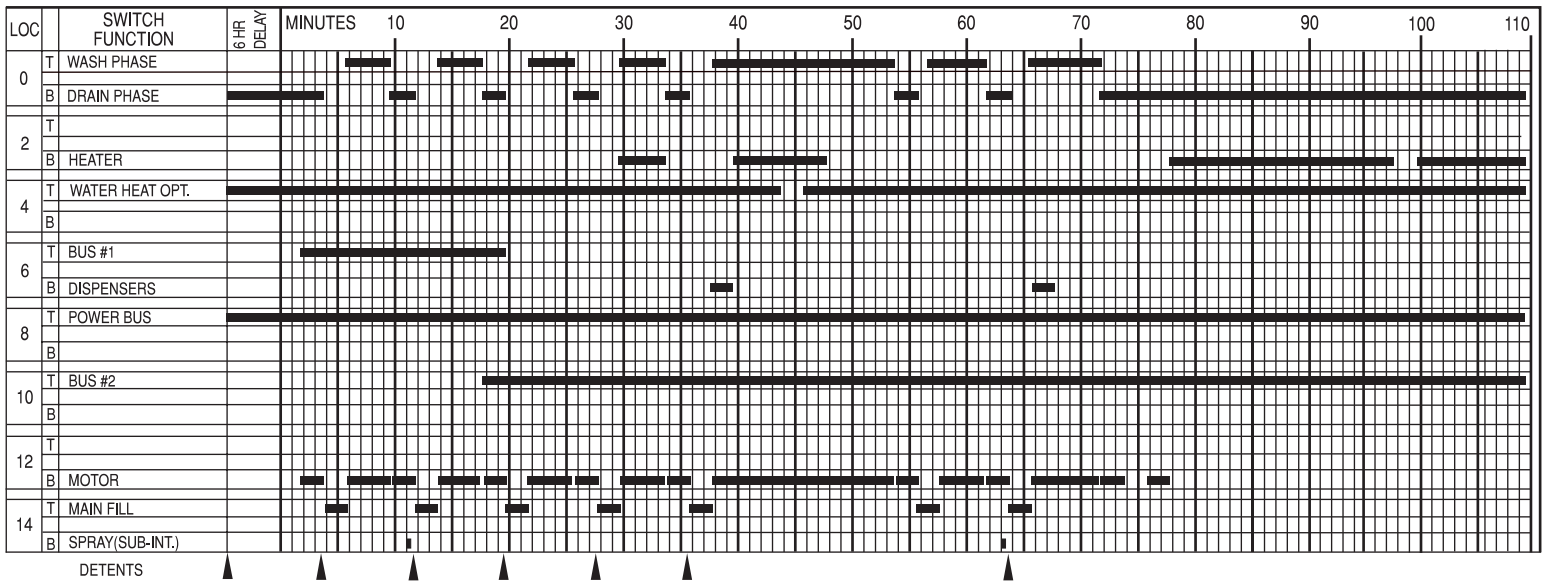 LOC SWITCH FUNCTION 6 HR DELAY MINUTES 10 20 30 40 50 60 70 80 90 100 110
0 T WASH PHASE
B DRAIN PHASE
2 T
B HEATER
4 T WATER HEAT OPT.
B
6 T BUS #1
B DISPENSERS
8 T POWER BUS
B
10 T BUS #2
B
12 T
B MOTOR
14 T MAIN FILL
B SPRAY(SUB-INT.)
DETENTS